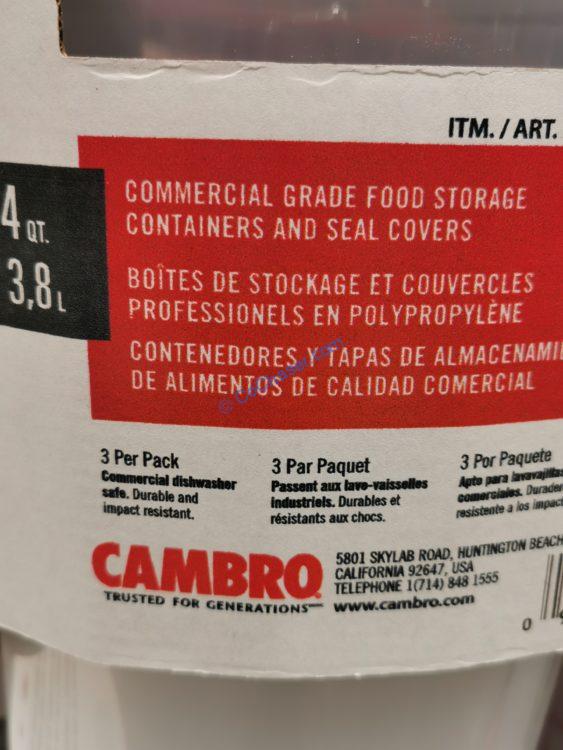 ITM. / ART.
4 QT.
3,8 L
COMMERCIAL GRADE FOOD STORAGE
CONTAINERS AND SEAL COVERS
BOÎTES DE STOCKAGE ET COUVERCLES
PROFESSIONELS EN POLYPROPYLÈNE
CONTENEDORES Y TAPAS DE
DE ALIMENTOS DE CALIDAD COMERCIAL
3 Per Pack
Commercial dishwasher
safe. Durable and
impact resistant.
3 Par Paquet
Passent aux lave-vaisselles
industriels. Durables et
résistants aux chocs.
3 Por Paquete
Apto para
comerciales.
resistente a los
CAMBRO
TRUSTED FOR GENERATIONS
5801 SKYLAB ROAD, HUNTINGTON BEACH
CALIFORNIA 92647, USA
TELEPHONE 1(714) 848 1555
www.cambro.com
0